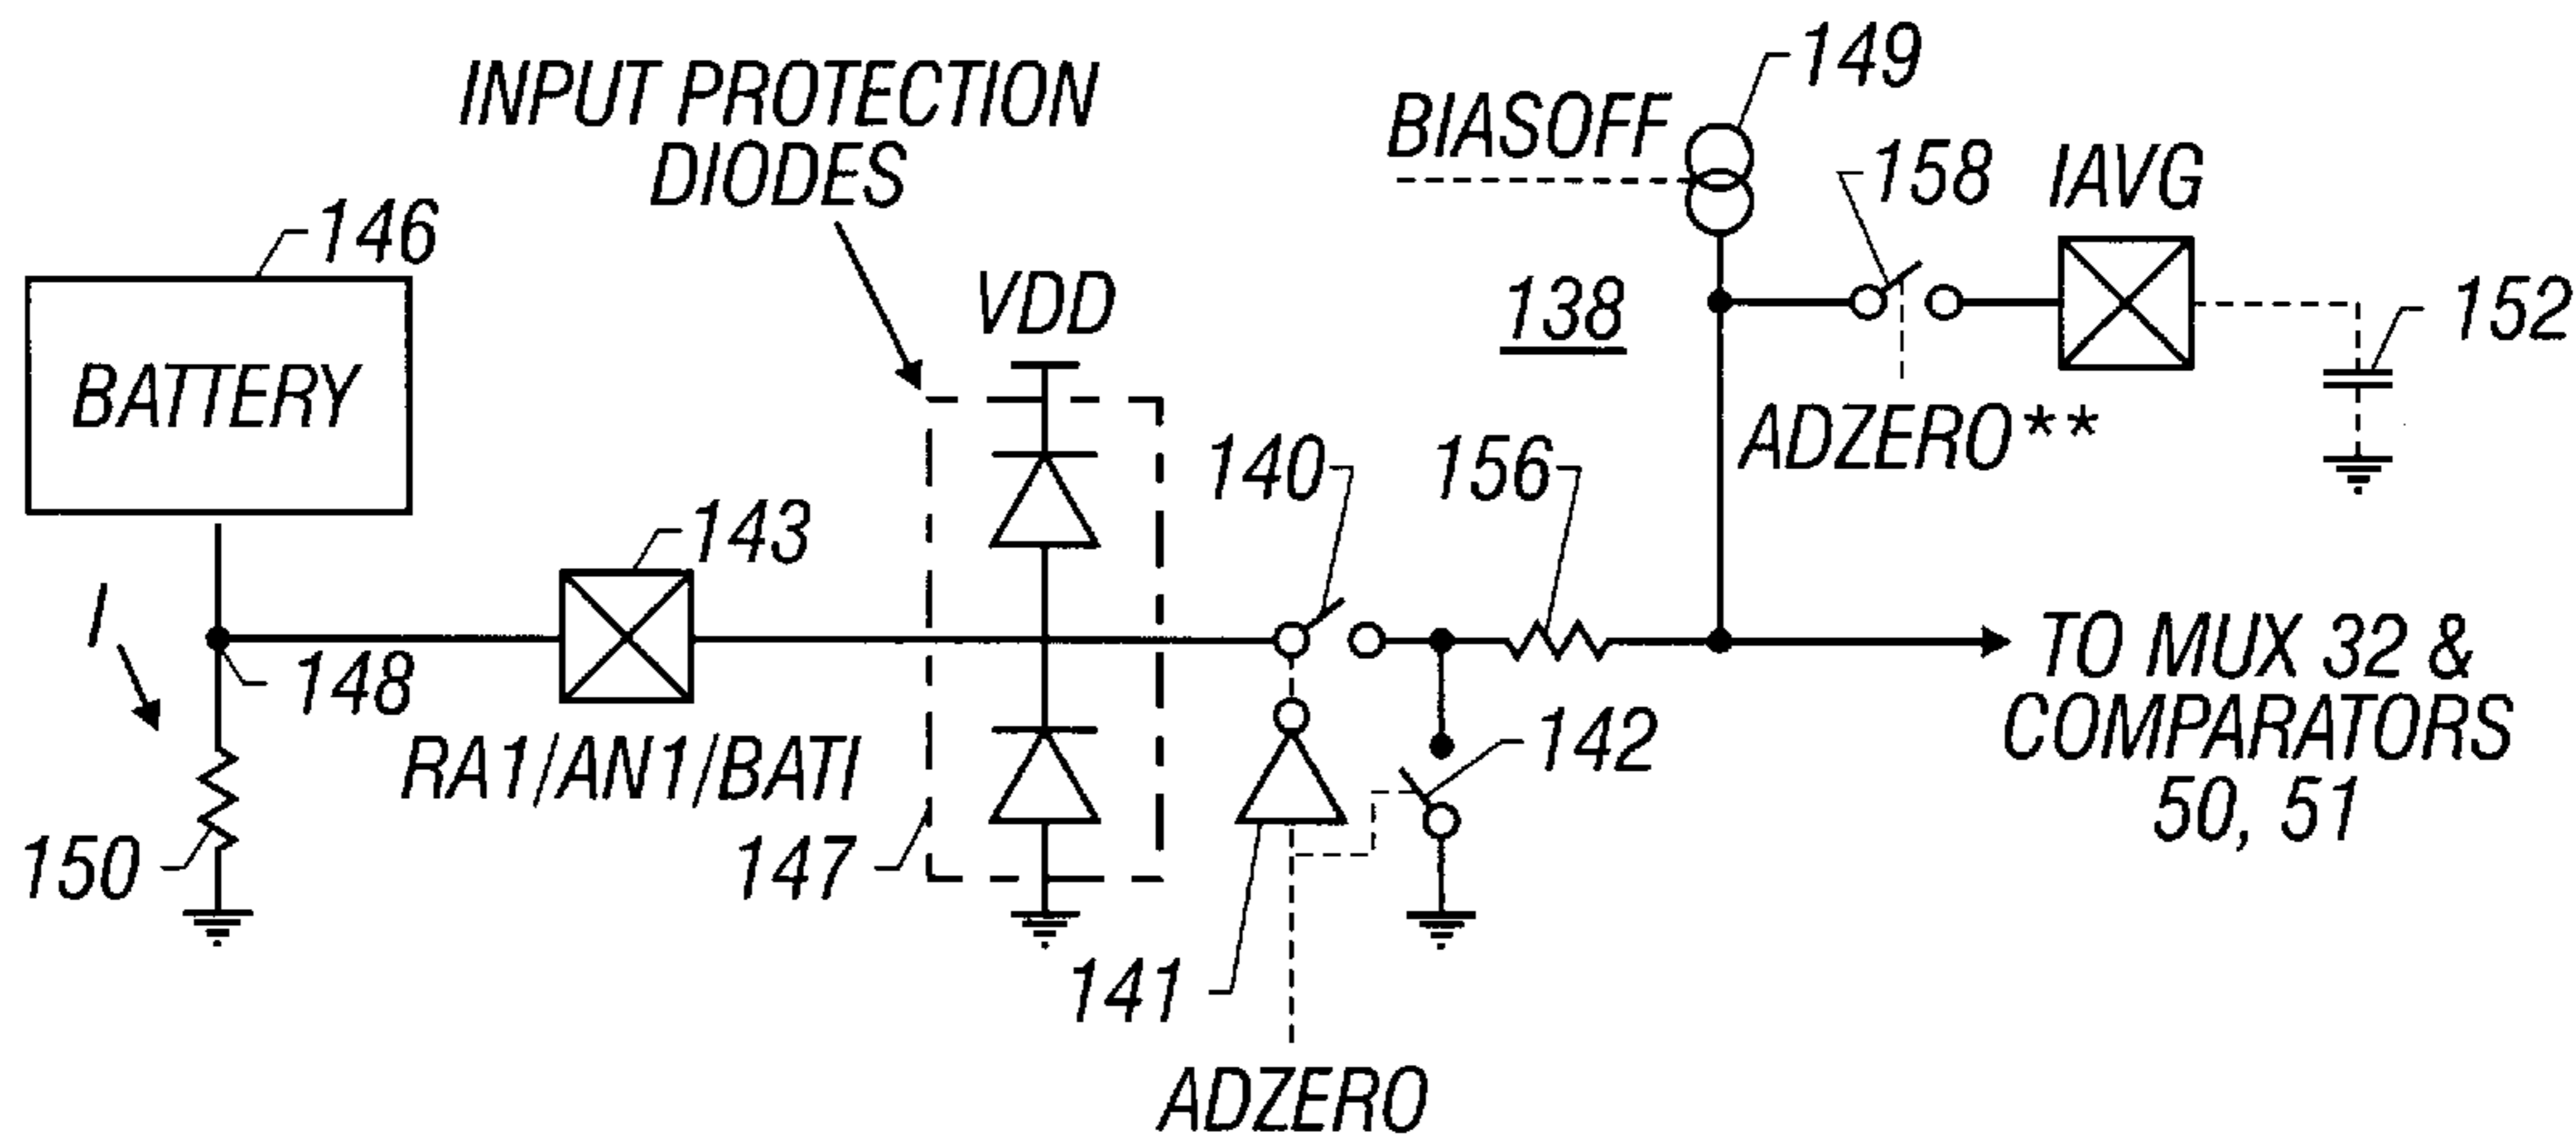 INPUT PROTECTION
DIODES
BIASOFF
149
158
IAVG
146
BATTERY
VDD
138
152
ADZERO**
140
156
143
I
148
RA1/AN1/BATI
142
TO MUX 32 &
COMPARATORS
50, 51
150
147
141
ADZERO